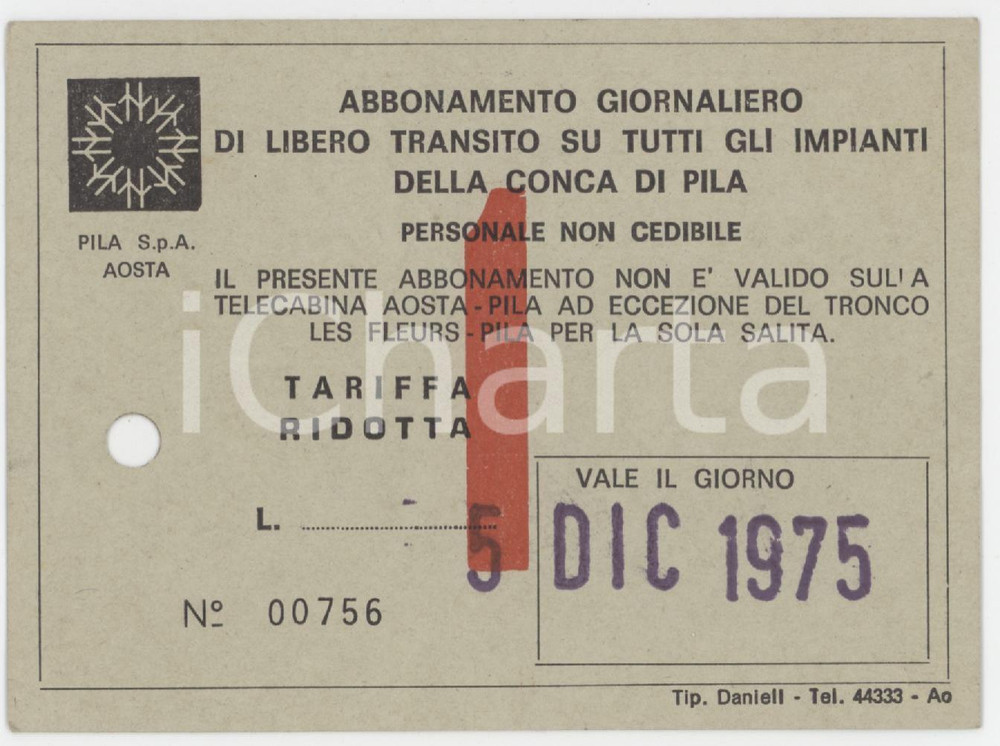 ABBONAMENTO GIORNALIERO
DI LIBERO TRANSITO SU TUTTI GLI IMPIANTI
DELLA CONCA DI PILA
PERSONALE NON CEDIBILE
PILA S.p.A.
AOSTA
IL PRESENTE ABBONAMENTO NON E' VALIDO SULLA
TELECABINA AOSTA-PILA AD ECCEZIONE DEL TRONCO
LES FLEURS-PILA PER LA SOLA SALITA.
iCharta
TARIFFA
RIDOTTA
L. ........................
VALE IL GIORNO
5 DIC 1975
Nº 00756
Tip. Daniell - Tel. 44333 - Ao